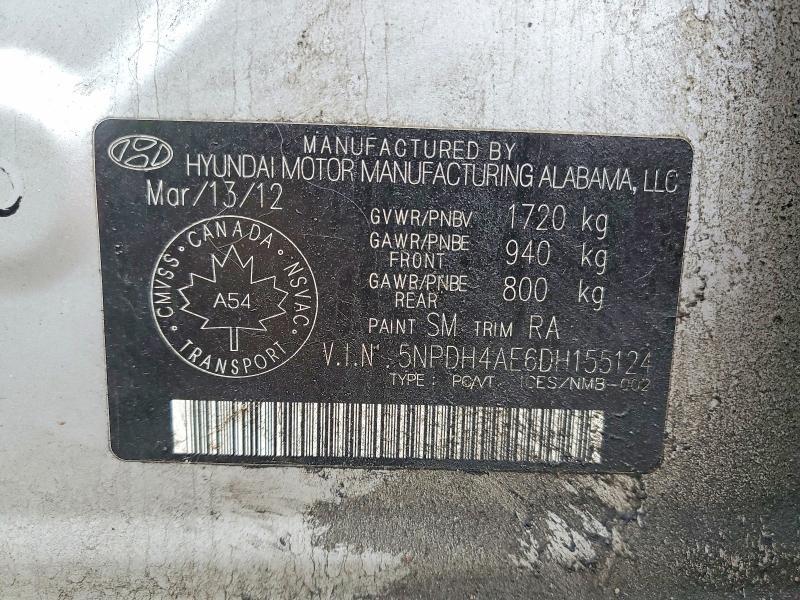 MANUFACTURED BY
HYUNDAI MOTOR MANUFACTURING ALABAMA, LLC
Mar/13/12
GVWR/PNBV 1720 kg
GAWR/PNBE FRONT 940 kg
GAWR/PNBE REAR 800 kg
PAINT SM TRIM RA
V.I.N. 5NPDH4AE6DH155124
TYPE: PC/VT ICES/NMB-002
CANADA
CMVSS NSVAC
A54
TRANSPORT